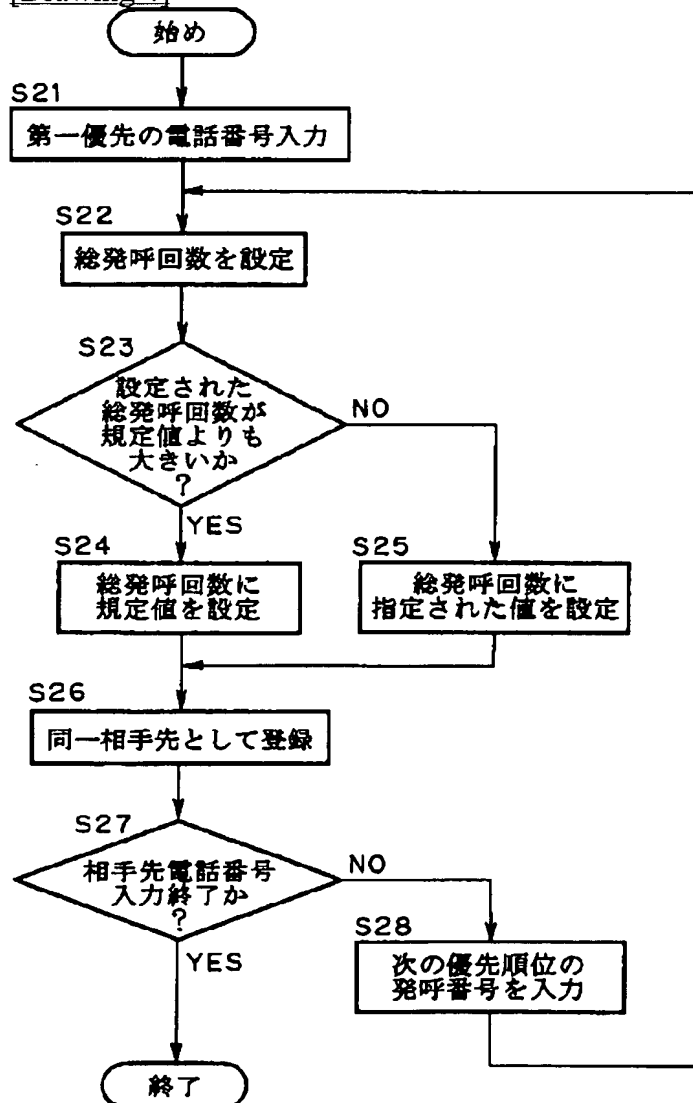 始め
S21
第一優先の電話番号入力
S22
総発呼回数を設定
S23
設定された
総発呼回数が
規定値よりも
大きいか
?
NO
YES
S24
総発呼回数に
規定値を設定
S25
総発呼回数に
指定された値を設定
S26
同一相手先として登録
S27
相手先電話番号
入力終了か
?
NO
YES
S28
次の優先順位の
発呼番号を入力
終了